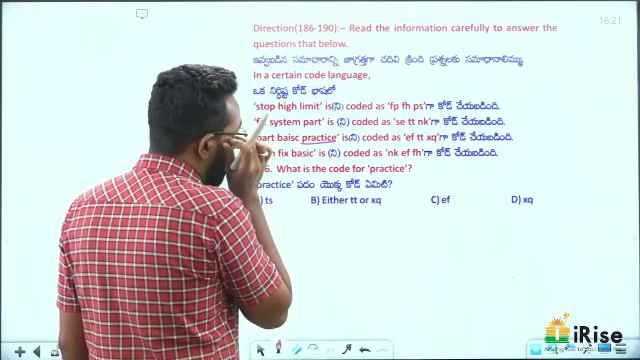 16:21
Direction(186-190):– Read the information carefully to answer the
questions that below.
ఇవ్వబడిన సమాచారాన్ని జాగ్రత్తగా చదివి క్రింది ప్రశ్నలకు సమాధానాలిమ్ము
In a certain code language,
ఒక నిర్దిష్ట కోడ్ భాషలో
‘stop high limit’ is(ని) coded as ‘fp fh ps’గా కోడ్ చేయబడింది.
system part’ is (ని) coded as ‘se tt nk’గా కోడ్ చేయబడింది.
part baisc practice’ is(ని) coded as ‘ef tt xq’గా కోడ్ చేయబడింది.
fix basic’ is (ని) coded as ‘nk ef fh’గా కోడ్ చేయబడింది.
What is the code for ‘practice’?
practice’ పదం యొక్క కోడ్ ఏమిటి?
ts B) Either tt or xq C) ef D) xq
iRise